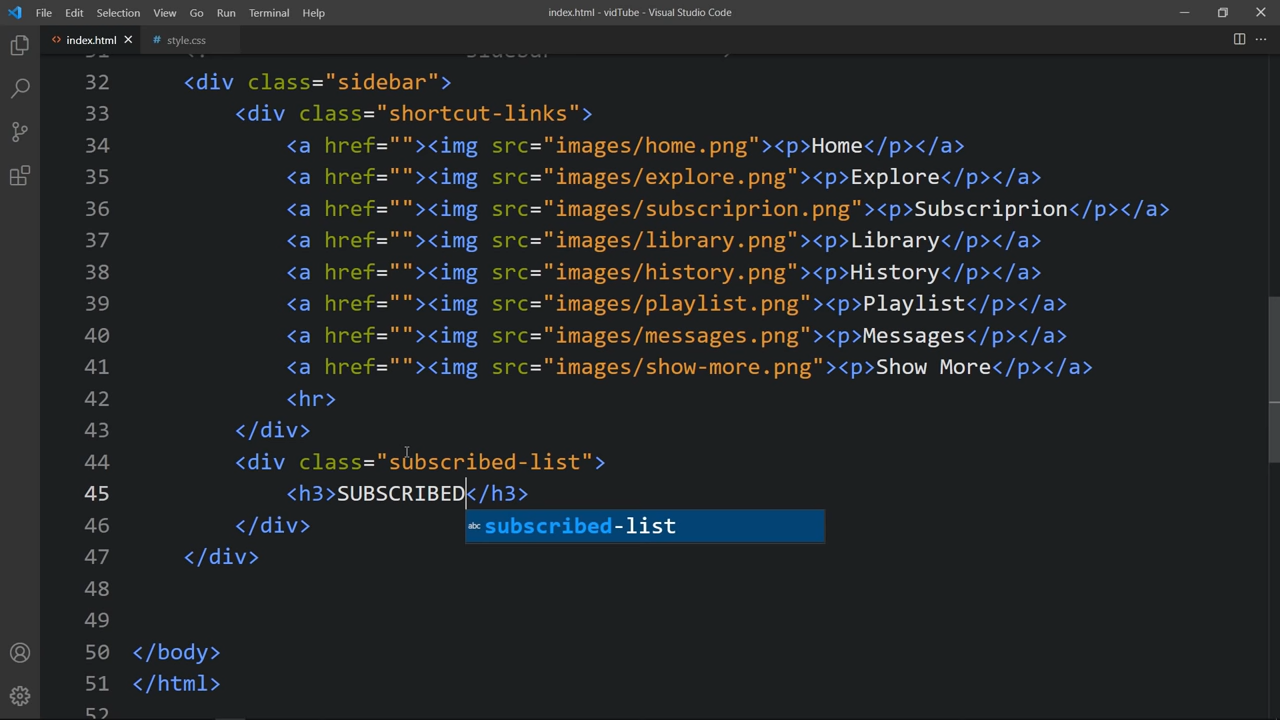 File Edit Selection View Go Run Terminal Help index.html - vidTube - Visual Studio Code
index.html # style.css
32 <div class="sidebar">
33 <div class="shortcut-links">
34 <a href=""><img src="images/home.png"><p>Home</p></a>
35 <a href=""><img src="images/explore.png"><p>Explore</p></a>
36 <a href=""><img src="images/subscriprion.png"><p>Subscriprion</p></a>
37 <a href=""><img src="images/library.png"><p>Library</p></a>
38 <a href=""><img src="images/history.png"><p>History</p></a>
39 <a href=""><img src="images/playlist.png"><p>Playlist</p></a>
40 <a href=""><img src="images/messages.png"><p>Messages</p></a>
41 <a href=""><img src="images/show-more.png"><p>Show More</p></a>
42 <hr>
43 </div>
44 <div class="subscribed-list">
45 <h3>SUBSCRIBED</h3>
abc subscribed-list
46 </div>
47 </div>
48
49
50 </body>
51 </html>
52